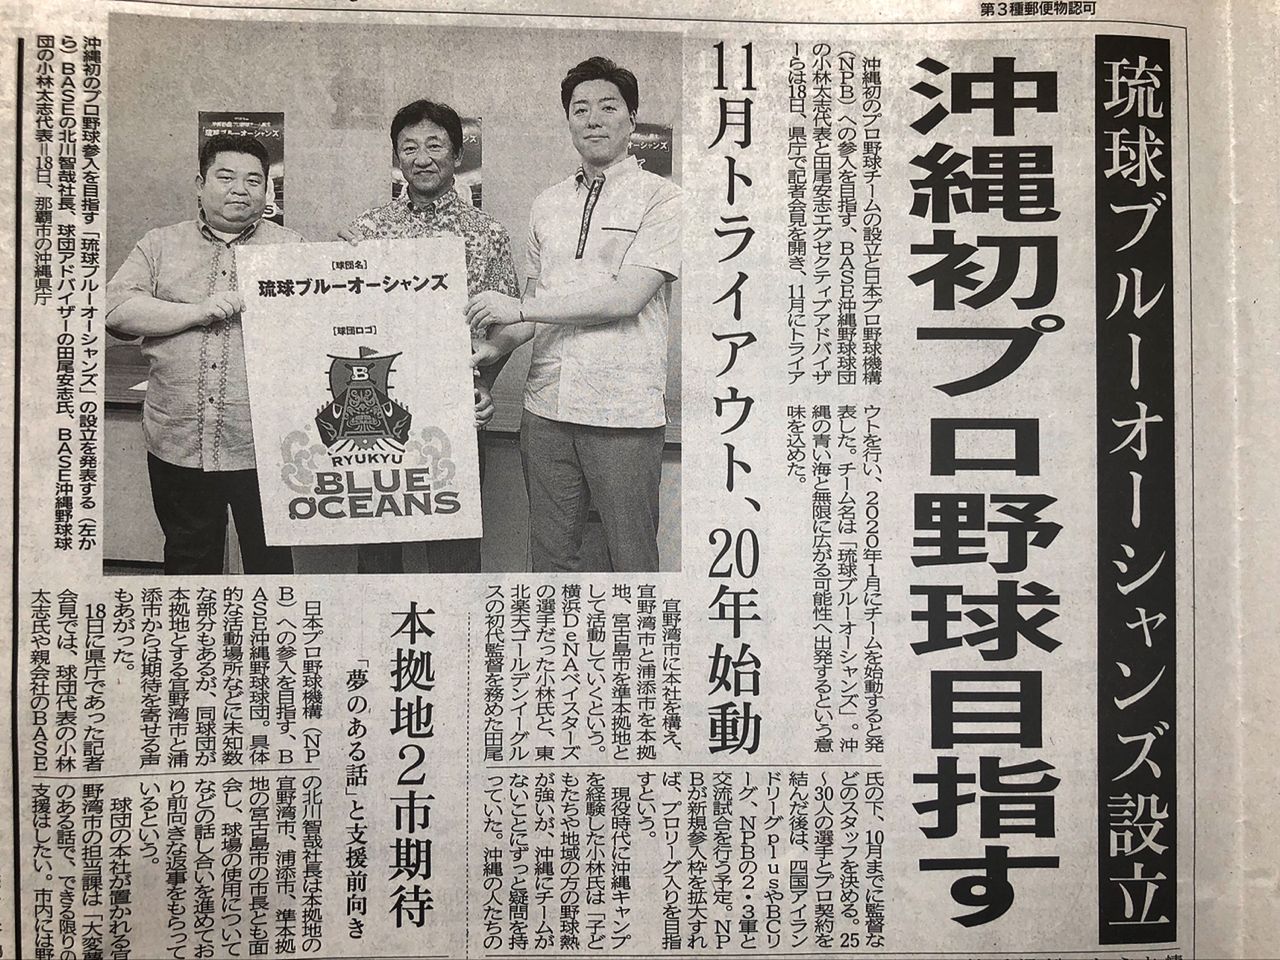 第3種郵便物認可
琉球ブルーオーシャンズ設立
沖縄初プロ野球目指す
11月トライアウト、20年始動
沖縄初のプロ野球チームの設立と日本プロ野球機構
（NPB）への参入を目指す、BASE沖縄野球球団
の小林太志代表と田尾安志エグゼクティブアドバイザ
ーらは18日、県庁で記者会見を開き、11月にトライア
ウトを行い、2020年1月にチームを始動すると発
表した。チーム名は「琉球ブルーオーシャンズ」。沖
縄の青い海と無限に広がる可能性へ出発するという意
味を込めた。
宜野湾市に本社を構え、
宜野湾市と浦添市を本拠
地、宮古島市を準本拠地と
して活動していくという。
横浜DeNAベイスターズ
の選手だった小林氏と、東
北楽天ゴールデンイーグル
スの初代監督を務めた田尾
氏の下、10月までに監督な
どのスタッフを決める。25
〜30人の選手とプロ契約を
結んだ後は、四国アイラン
ドリーグplusやBCリ
ーグ、NPBの2・3軍と
交流試合を行う予定。NP
Bが新規参入枠を拡大すれ
ば、プロリーグ入りを目指
すという。
現役時代に沖縄キャンプ
を経験した小林氏は「子ど
もたちや地域の方の野球熱
が強いが、沖縄にチームが
ないことにずっと疑問を持
っていた。沖縄の人たちの
［球団名］
琉球ブルーオーシャンズ
［球団ロゴ］
B
RYUKYU
BLUE
OCEANS
琉球ブルーオーシャンズ
沖縄初のプロ野球参入を目指す「琉球ブルーオーシャンズ」の設立を発表する（左か
ら）BASEの北川智哉社長、球団アドバイザーの田尾安志氏、BASE沖縄野球球
団の小林太志代表＝18日、那覇市の沖縄県庁
本拠地2市期待
「夢のある話」と支援前向き
日本プロ野球機構（NP
B）への参入を目指す、B
ASE沖縄野球球団。具体
的な活動場所などに未知数
な部分もあるが、同球団が
本拠地とする宜野湾市と浦
添市からは期待を寄せる声
もあがった。
18日に県庁であった記者
会見では、球団代表の小林
太志氏や親会社のBASE
の北川智哉社長は本拠地の
宜野湾市、浦添市、準本拠
地の宮古島市の市長とも面
会し、球場の使用について
などの話し合いを進めてお
り前向きな返事をもらって
いるという。
球団の本社が置かれる宜
野湾市の担当課は「大変夢
のある話で、できる限りの
支援はしたい。市内には野